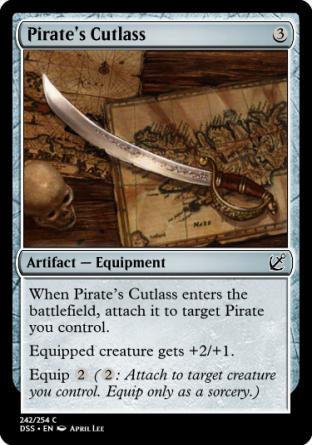 Pirate's Cutlass 3
Artifact — Equipment
When Pirate's Cutlass enters the
battlefield, attach it to target Pirate
you control.
Equipped creature gets +2/+1.
Equip 2 ( 2 : Attach to target creature
you control. Equip only as a sorcery.)
242/254 C
DSS • EN April Lee